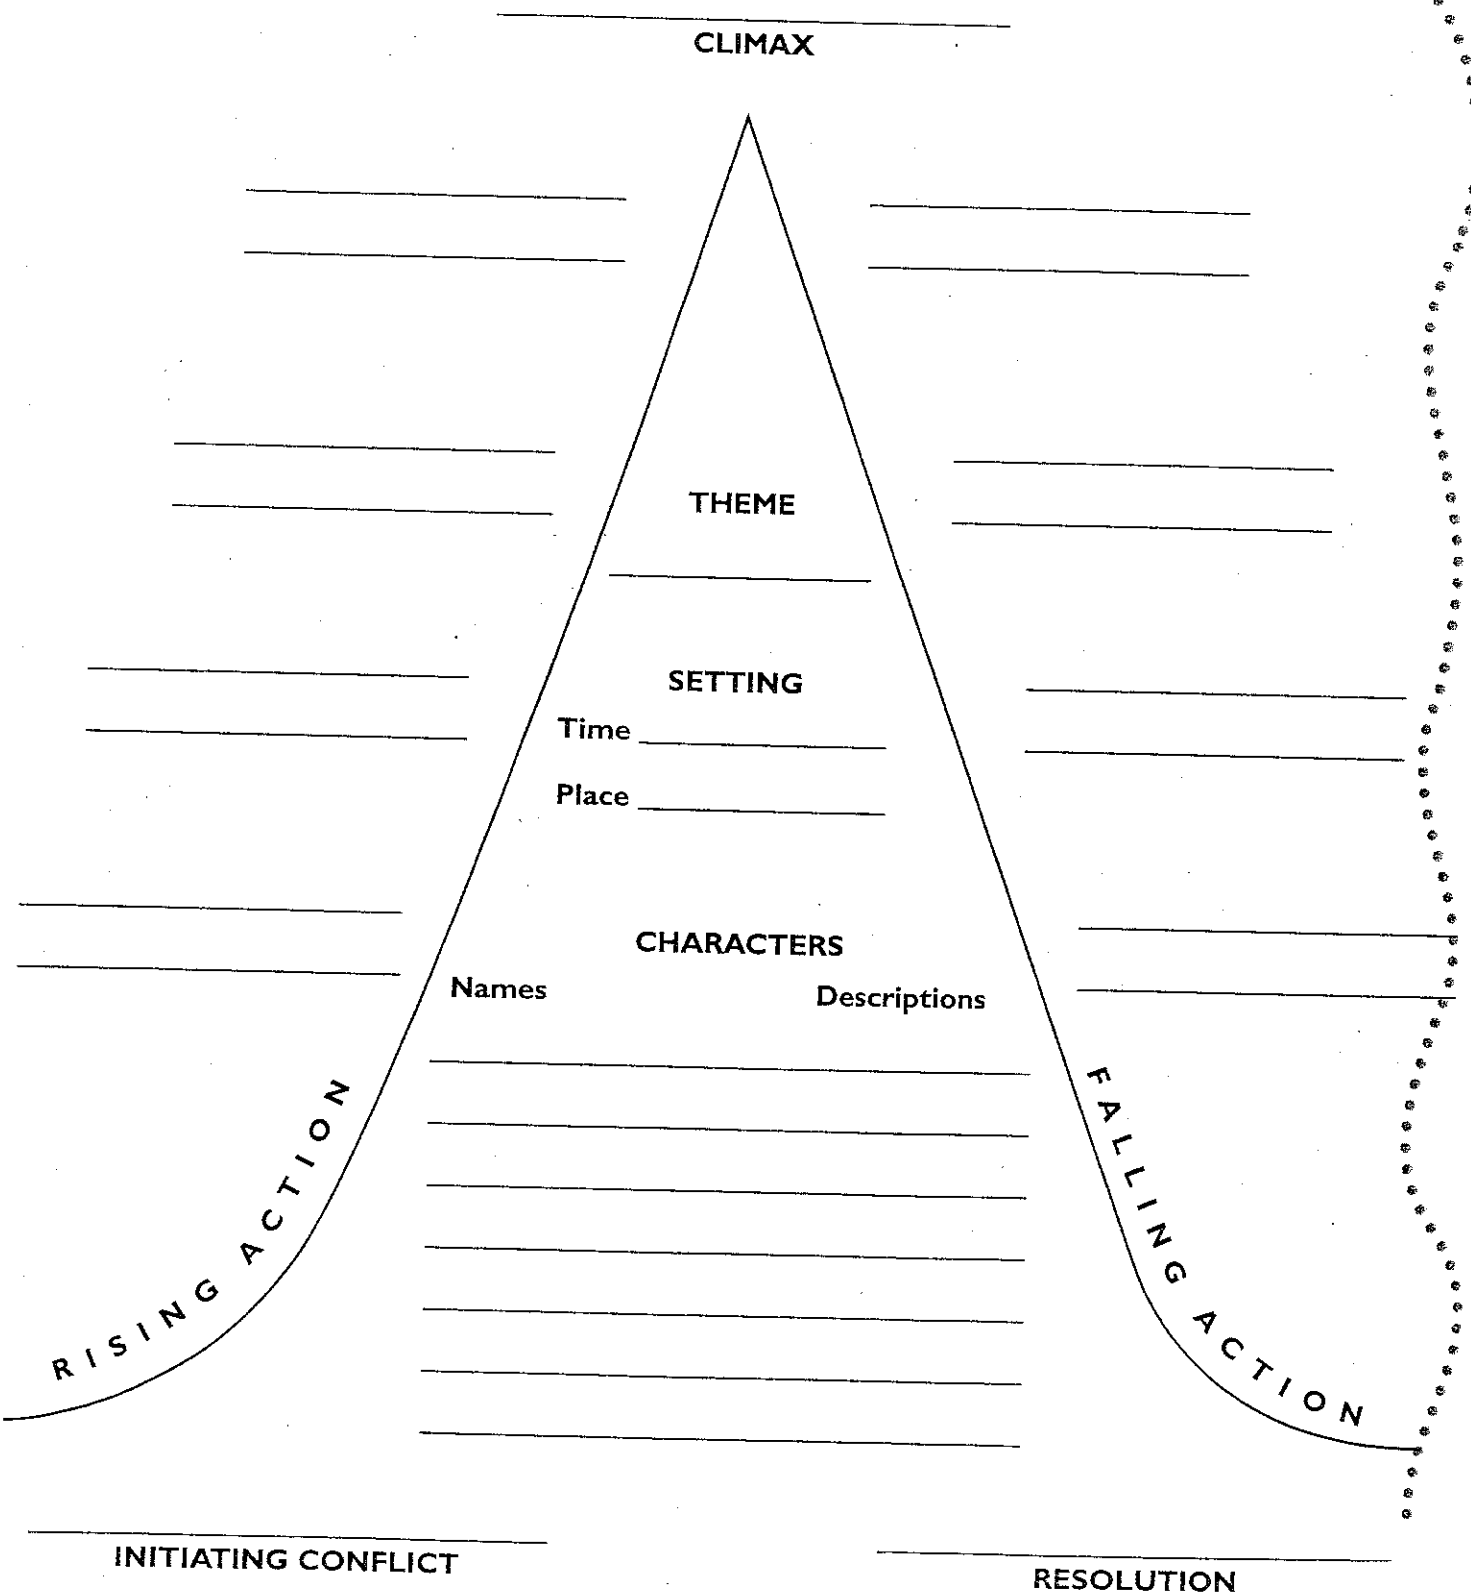 CLIMAX
THEME
SETTING
Time
Place
CHARACTERS
Names Descriptions
RISING ACTION
FALLING ACTION
INITIATING CONFLICT
RESOLUTION